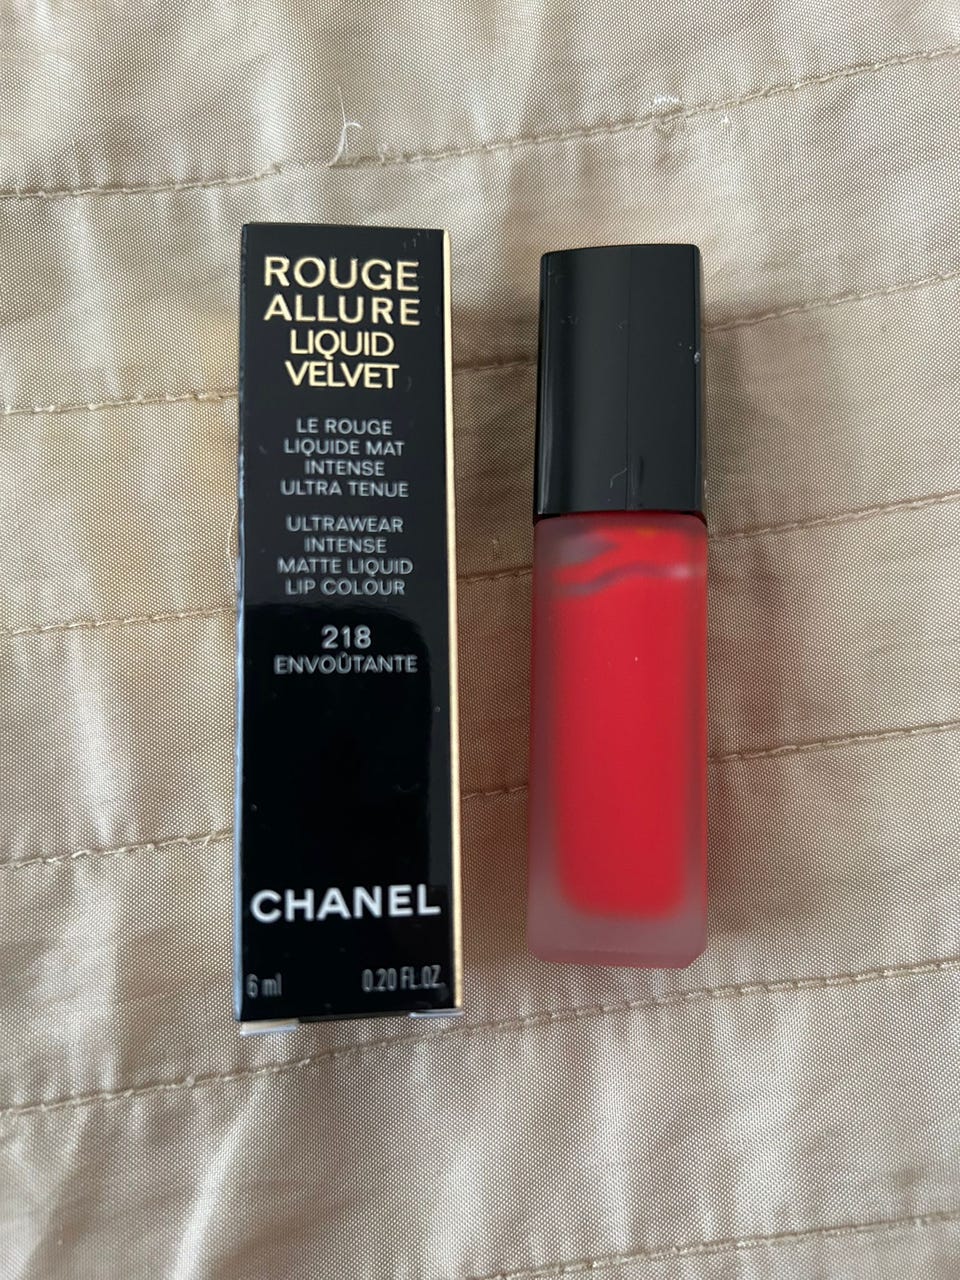 ROUGE
ALLURE
LIQUID
VELVET
LE ROUGE
LIQUIDE MAT
INTENSE
ULTRA TENUE
ULTRAWEAR
INTENSE
MATTE LIQUID
LIP COLOUR
218
ENVOÛTANTE
CHANEL
6 ml 0.20 FL.OZ.